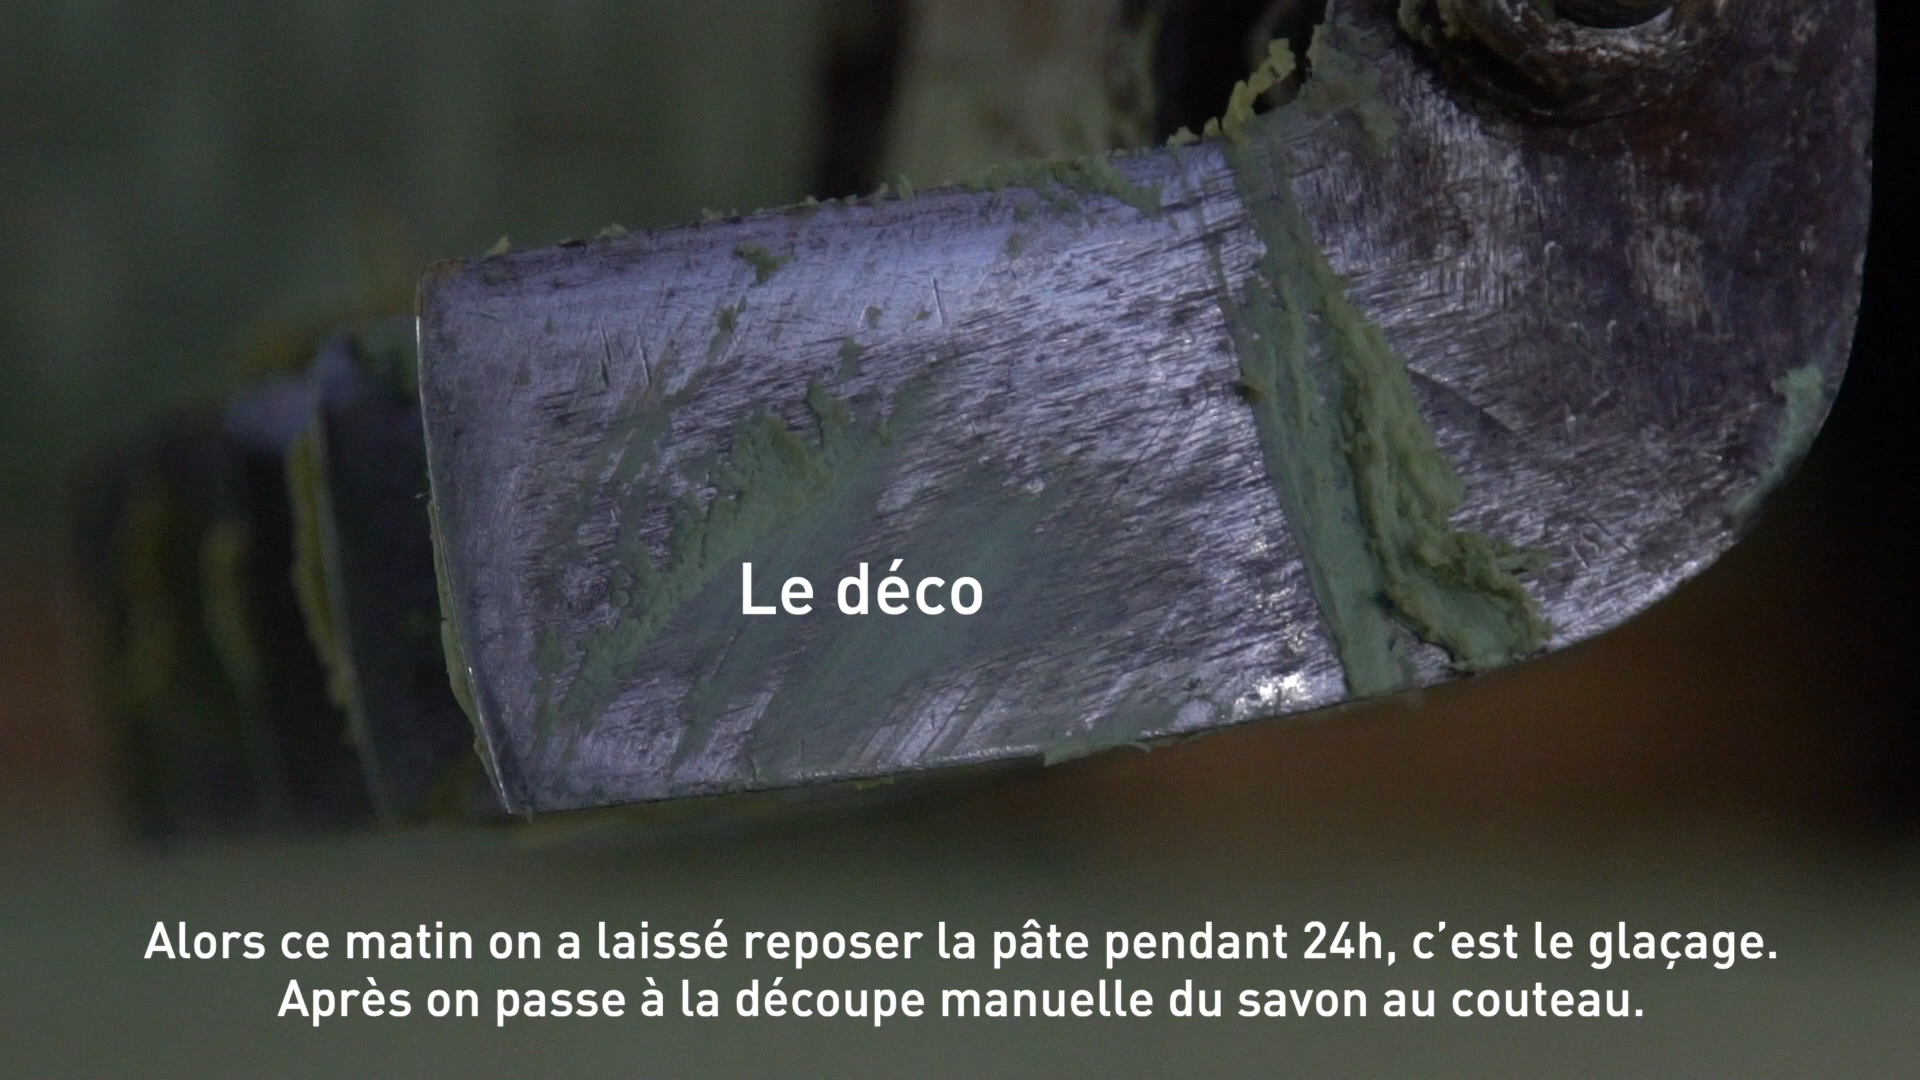 Le déco
Alors ce matin on a laissé reposer la pâte pendant 24h, c’est le glaçage.
Après on passe à la découpe manuelle du savon au couteau.